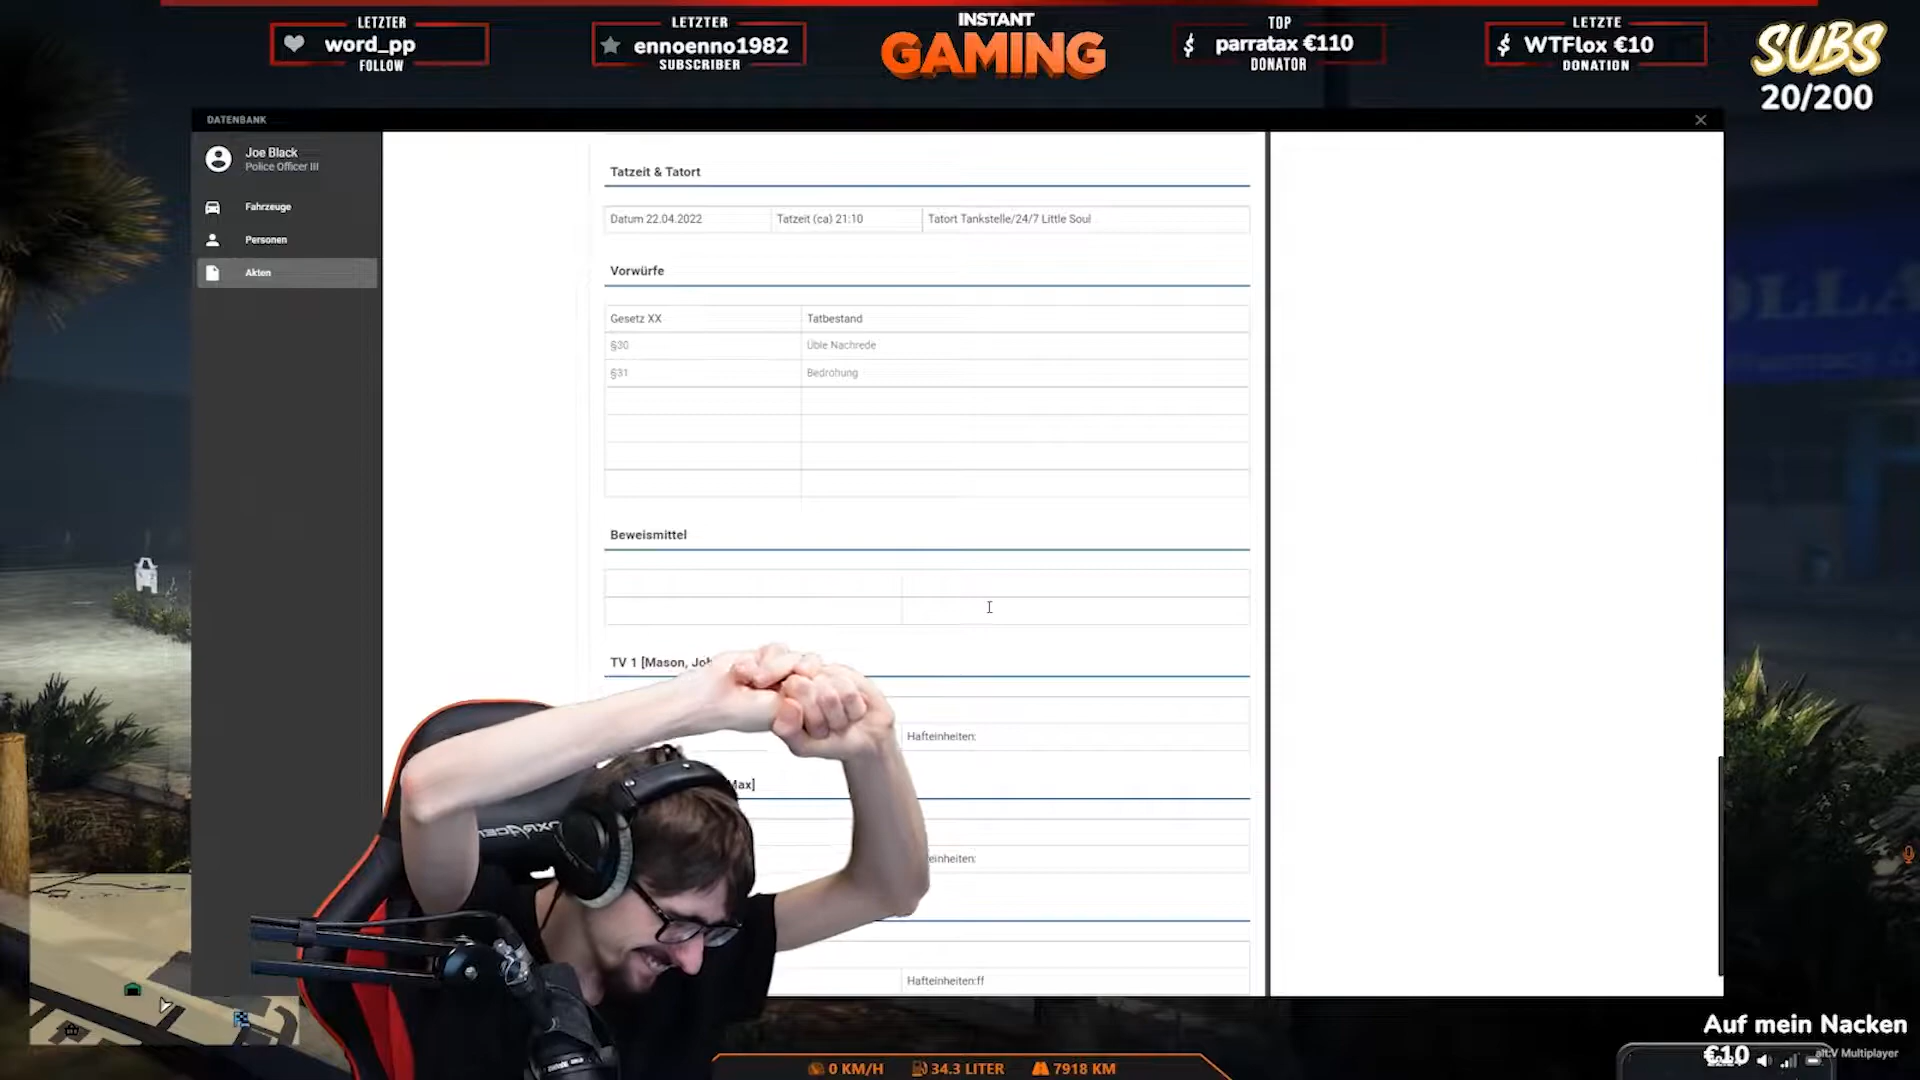 LETZTER
word_pp
FOLLOW
LETZTER
ennoenno1982
SUBSCRIBER
INSTANT
GAMING
TOP
parratax €110
DONATOR
LETZTE
WTFlox €10
DONATION
SUBS
20/200
DATENBANK
Joe Black
Police Officer III
Fahrzeuge
Personen
Akten
Tatzeit & Tatort
Datum 22.04.2022
Tatzeit (ca) 21:10
Tatort Tankstelle/24/7 Little Soul
Vorwürfe
Gesetz XX
Tatbestand
§30
Üble Nachrede
§31
Bedrohung
Beweismittel
TV 1 [Mason,
Hafteinheiten:
Max]
einheiten:
Hafteinheiten:ff
Auf mein Nacken
€10
alt:V Multiplayer
0 KM/H
34.3 LITER
7918 KM